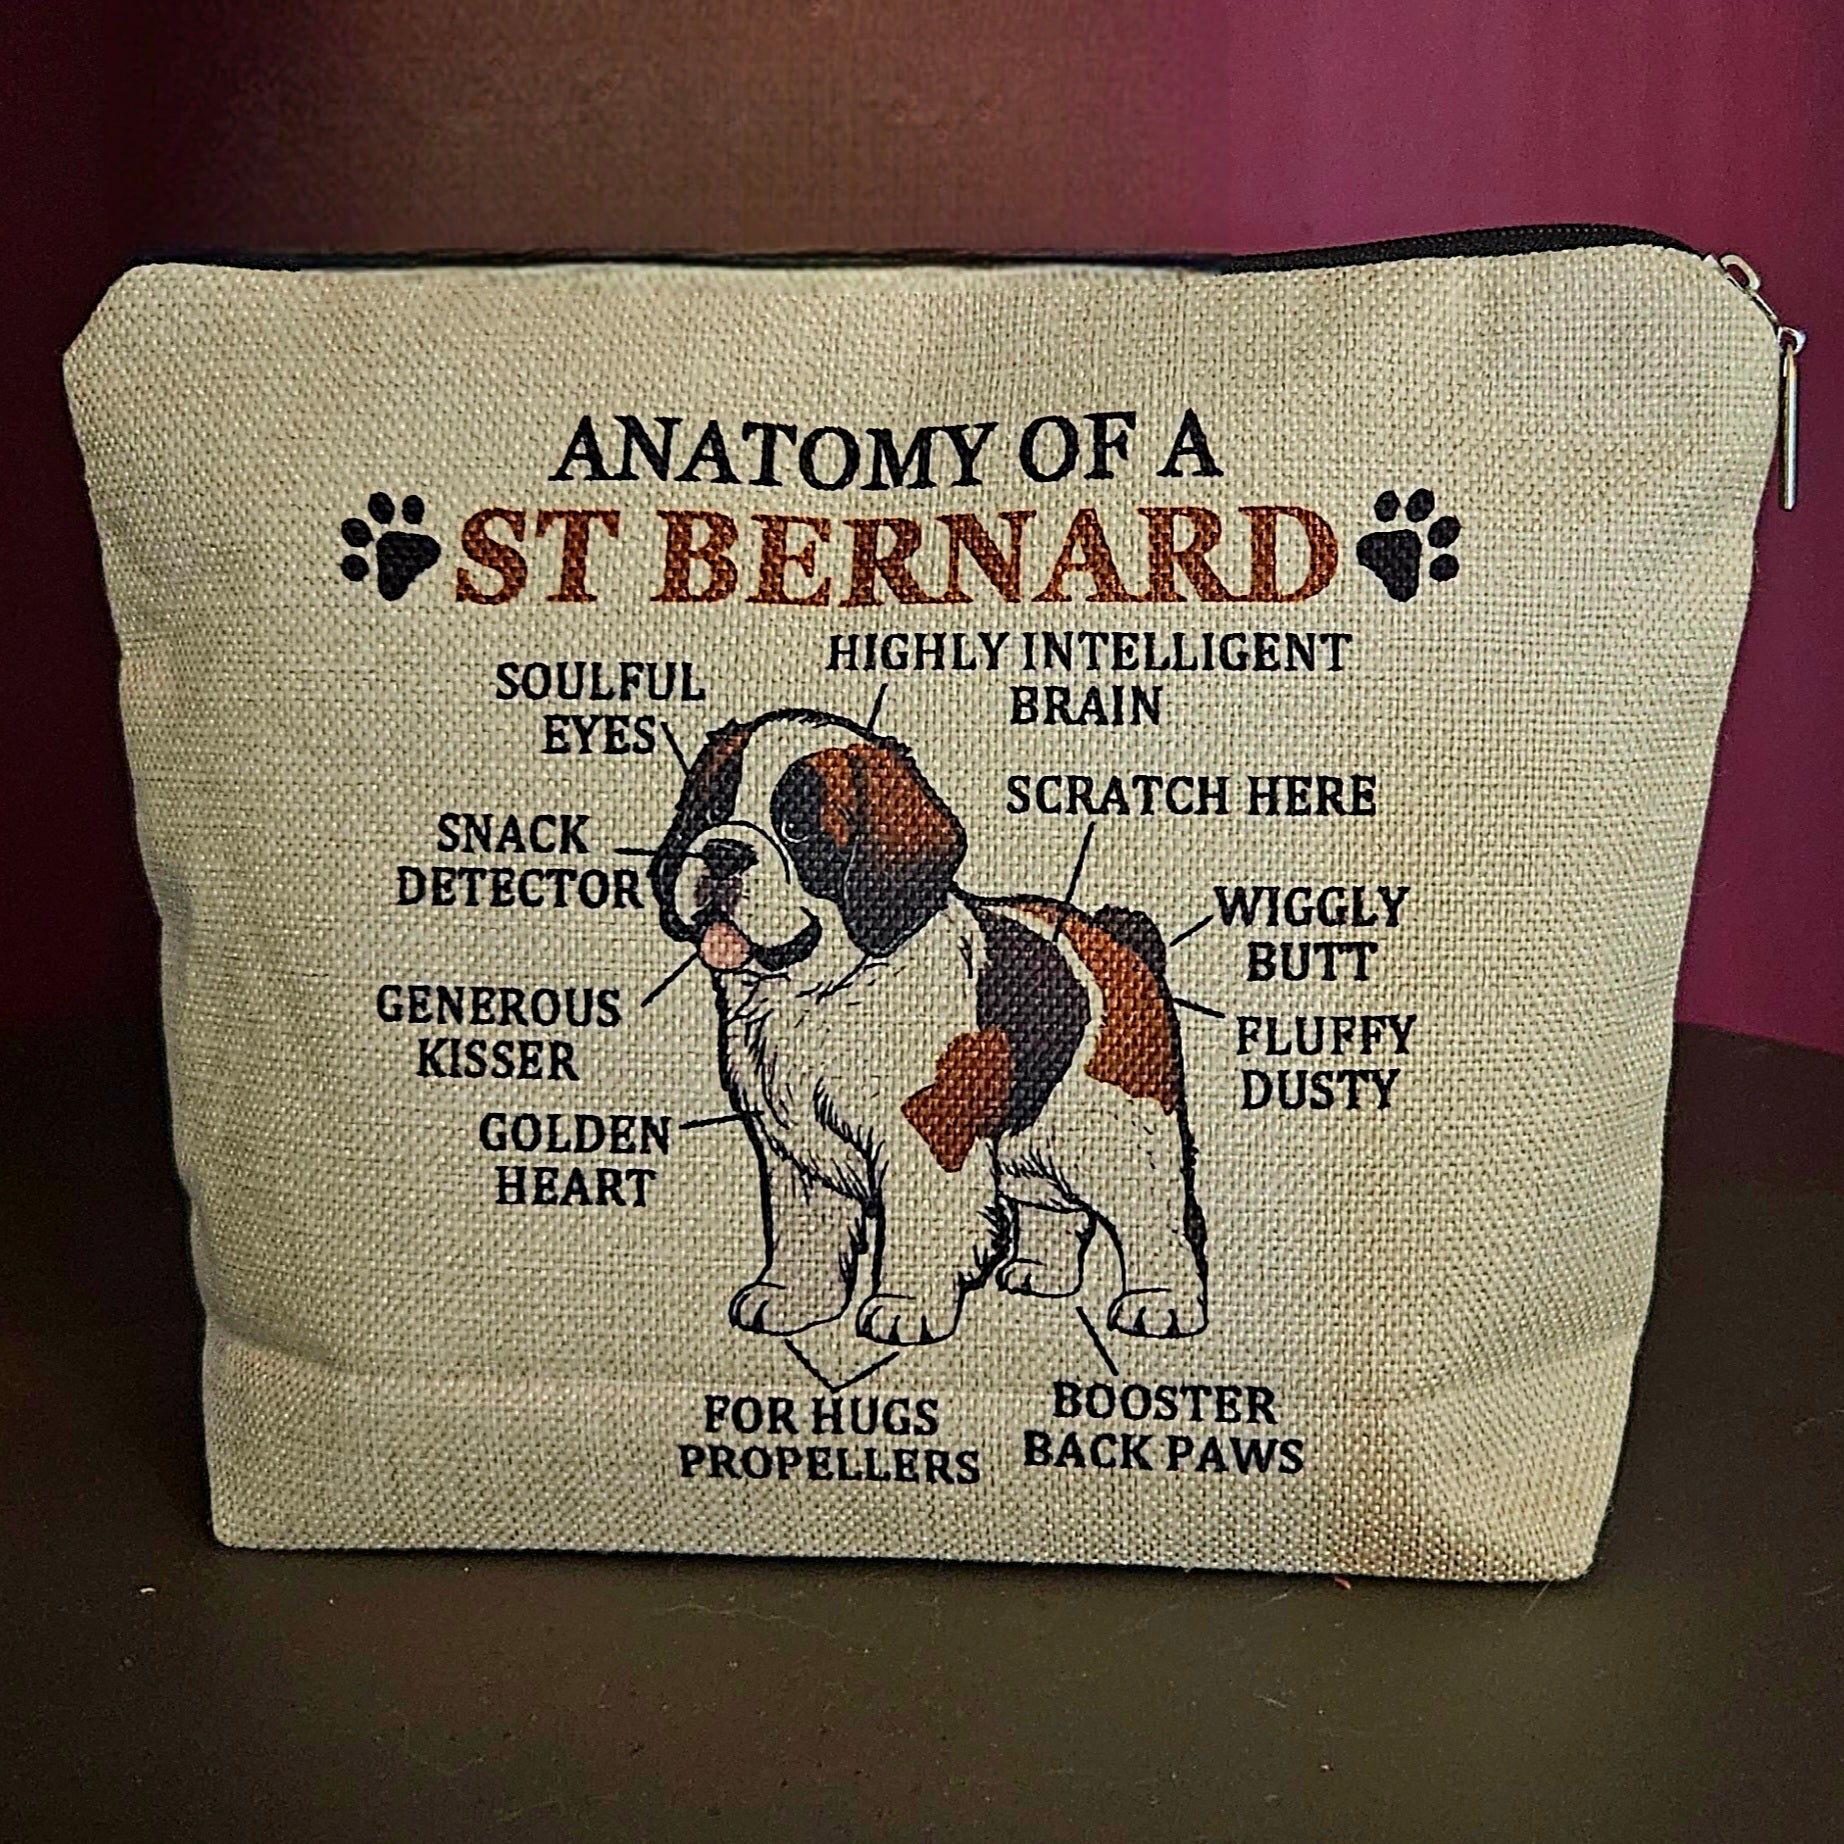 ANATOMY OF A
ST BERNARD
HIGHLY INTELLIGENT
BRAIN
SOULFUL
EYES
SCRATCH HERE
SNACK
DETECTOR
WIGGLY
BUTT
GENEROUS
KISSER
FLUFFY
DUSTY
GOLDEN
HEART
FOR HUGS
PROPELLERS
BOOSTER
BACK PAWS